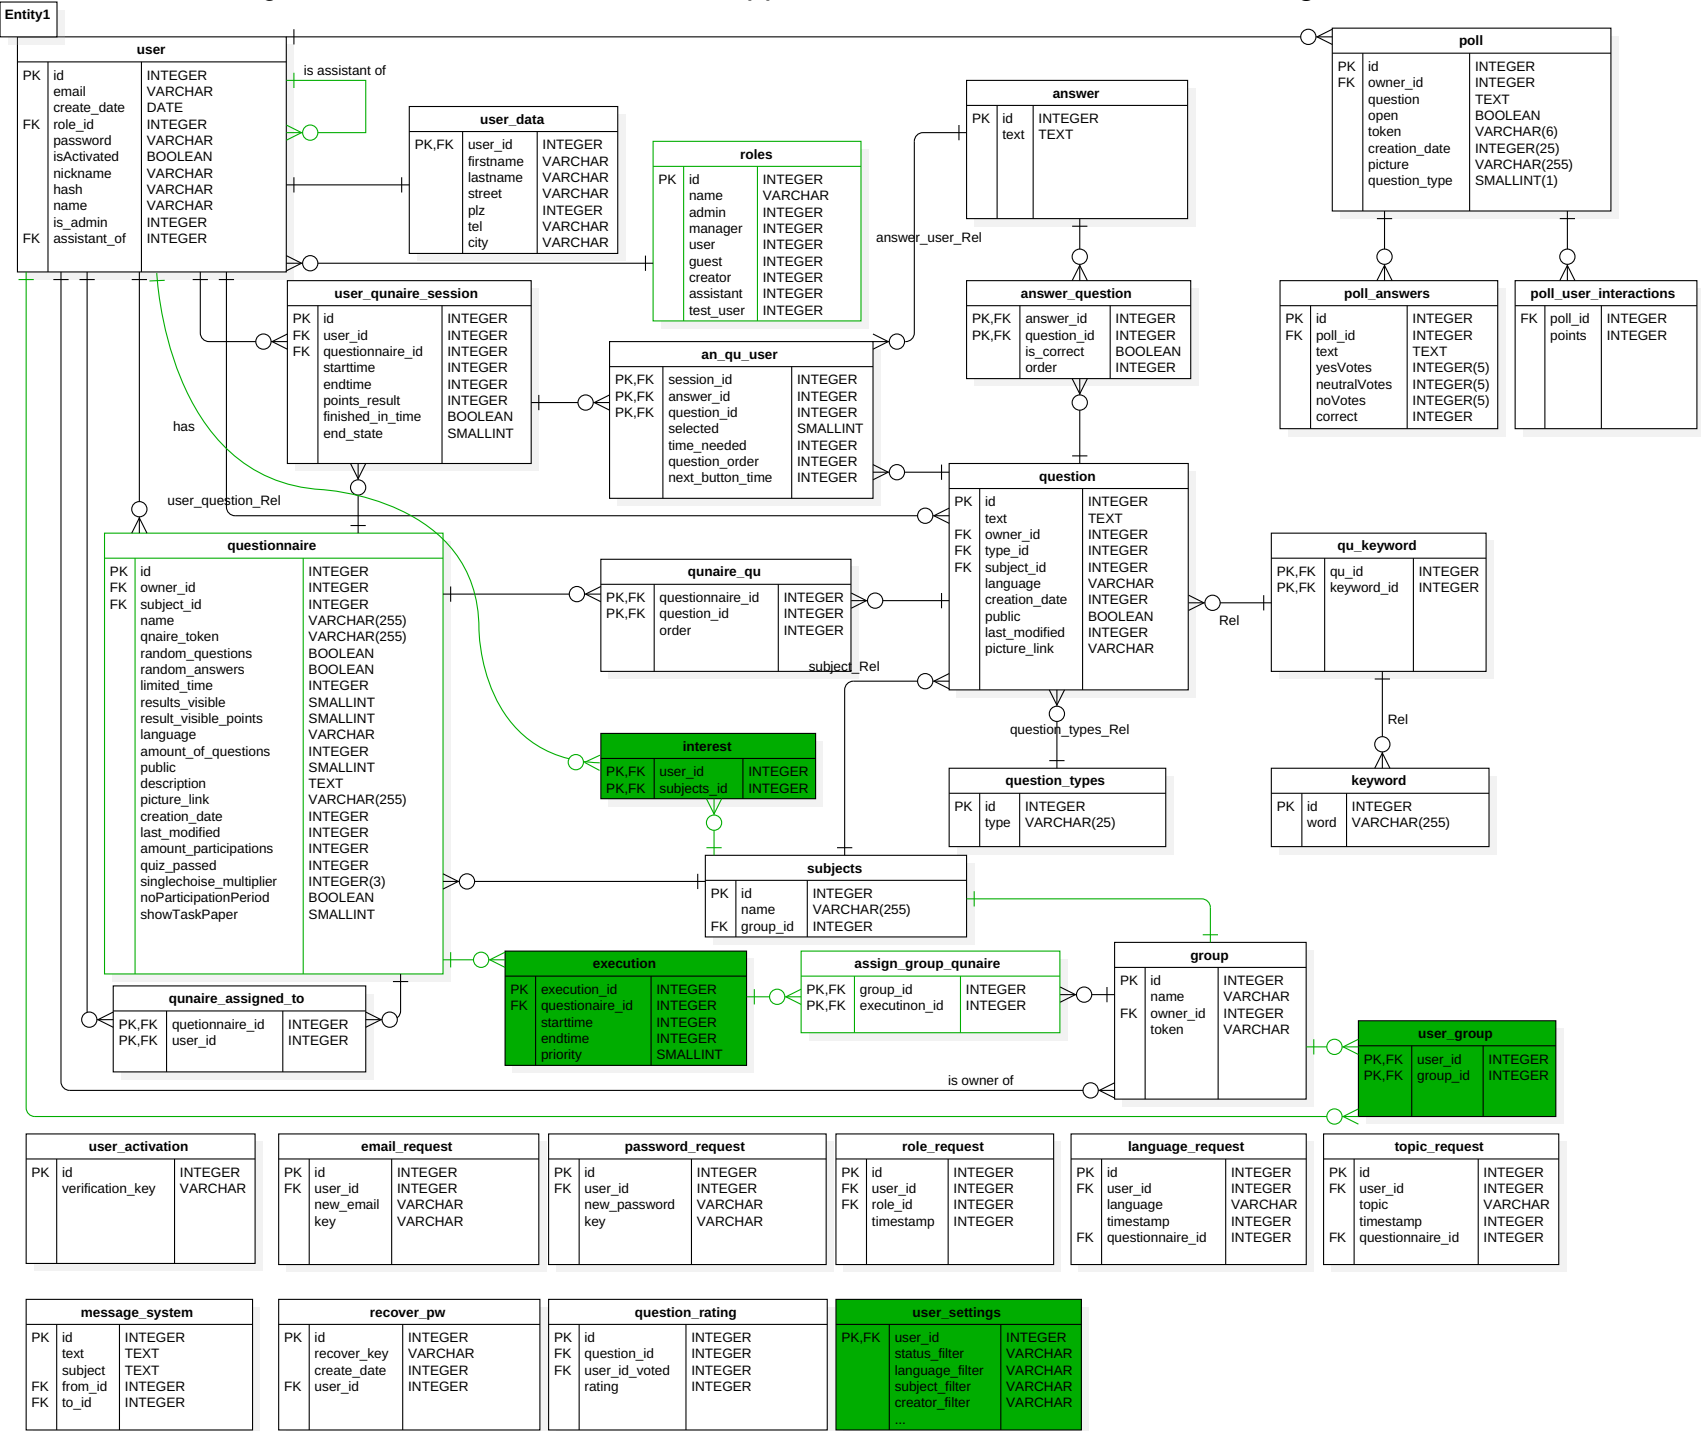 Entity1
user
PK id INTEGER
email VARCHAR
create_date DATE
FK role_id INTEGER
password VARCHAR
isActivated BOOLEAN
nickname VARCHAR
hash VARCHAR
name VARCHAR
is_admin INTEGER
FK assistant_of INTEGER
is assistant of
user_data
PK,FK user_id INTEGER
firstname VARCHAR
lastname VARCHAR
street VARCHAR
plz INTEGER
tel VARCHAR
city VARCHAR
roles
PK id INTEGER
name VARCHAR
admin INTEGER
manager INTEGER
user INTEGER
guest INTEGER
creator INTEGER
assistant INTEGER
test_user INTEGER
answer
PK id INTEGER
text TEXT
answer_user_Rel
poll
PK id INTEGER
FK owner_id INTEGER
question TEXT
open BOOLEAN
token VARCHAR(6)
creation_date INTEGER(25)
picture VARCHAR(255)
question_type SMALLINT(1)
user_qunaire_session
PK id INTEGER
FK user_id INTEGER
FK questionnaire_id INTEGER
starttime INTEGER
endtime INTEGER
points_result INTEGER
finished_in_time BOOLEAN
end_state SMALLINT
an_qu_user
PK,FK session_id INTEGER
PK,FK answer_id INTEGER
PK,FK question_id INTEGER
selected SMALLINT
time_needed INTEGER
question_order INTEGER
next_button_time INTEGER
answer_question
PK,FK answer_id INTEGER
PK,FK question_id INTEGER
is_correct BOOLEAN
order INTEGER
poll_answers
PK id INTEGER
FK poll_id INTEGER
text TEXT
yesVotes INTEGER(5)
neutralVotes INTEGER(5)
noVotes INTEGER(5)
correct INTEGER
poll_user_interactions
FK poll_id INTEGER
points INTEGER
has
user_question_Rel
questionnaire
PK id INTEGER
FK owner_id INTEGER
FK subject_id INTEGER
name VARCHAR(255)
qnaire_token VARCHAR(255)
random_questions BOOLEAN
random_answers BOOLEAN
limited_time INTEGER
results_visible SMALLINT
result_visible_points SMALLINT
language VARCHAR
amount_of_questions INTEGER
public SMALLINT
description TEXT
picture_link VARCHAR(255)
creation_date INTEGER
last_modified INTEGER
amount_participations INTEGER
quiz_passed INTEGER
singlechoise_multiplier INTEGER(3)
noParticipationPeriod BOOLEAN
showTaskPaper SMALLINT
qunaire_qu
PK,FK questionnaire_id INTEGER
PK,FK question_id INTEGER
order INTEGER
subject_Rel
question
PK id INTEGER
text TEXT
FK owner_id INTEGER
FK type_id INTEGER
FK subject_id INTEGER
language VARCHAR
creation_date INTEGER
public BOOLEAN
last_modified INTEGER
picture_link VARCHAR
Rel
qu_keyword
PK,FK qu_id INTEGER
PK,FK keyword_id INTEGER
Rel
question_types_Rel
interest
PK,FK user_id INTEGER
PK,FK subjects_id INTEGER
question_types
PK id INTEGER
type VARCHAR(25)
keyword
PK id INTEGER
word VARCHAR(255)
subjects
PK id INTEGER
name VARCHAR(255)
FK group_id INTEGER
execution
PK execution_id INTEGER
FK questionaire_id INTEGER
starttime INTEGER
endtime INTEGER
priority SMALLINT
assign_group_qunaire
PK,FK group_id INTEGER
PK,FK executinon_id INTEGER
group
PK id INTEGER
name VARCHAR
FK owner_id INTEGER
token VARCHAR
qunaire_assigned_to
PK,FK quetionnaire_id INTEGER
PK,FK user_id INTEGER
is owner of
user_group
PK,FK user_id INTEGER
PK,FK group_id INTEGER
user_activation
PK id INTEGER
verification_key VARCHAR
email_request
PK id INTEGER
FK user_id INTEGER
new_email VARCHAR
key VARCHAR
password_request
PK id INTEGER
FK user_id INTEGER
new_password VARCHAR
key VARCHAR
role_request
PK id INTEGER
FK user_id INTEGER
FK role_id INTEGER
timestamp INTEGER
language_request
PK id INTEGER
FK user_id INTEGER
language VARCHAR
timestamp INTEGER
FK questionnaire_id INTEGER
topic_request
PK id INTEGER
FK user_id INTEGER
topic VARCHAR
timestamp INTEGER
FK questionnaire_id INTEGER
message_system
PK id INTEGER
text TEXT
subject TEXT
FK from_id INTEGER
FK to_id INTEGER
recover_pw
PK id INTEGER
recover_key VARCHAR
create_date INTEGER
FK user_id INTEGER
question_rating
PK id INTEGER
FK question_id INTEGER
FK user_id_voted INTEGER
rating INTEGER
user_settings
PK,FK user_id INTEGER
status_filter VARCHAR
language_filter VARCHAR
subject_filter VARCHAR
creator_filter VARCHAR
...